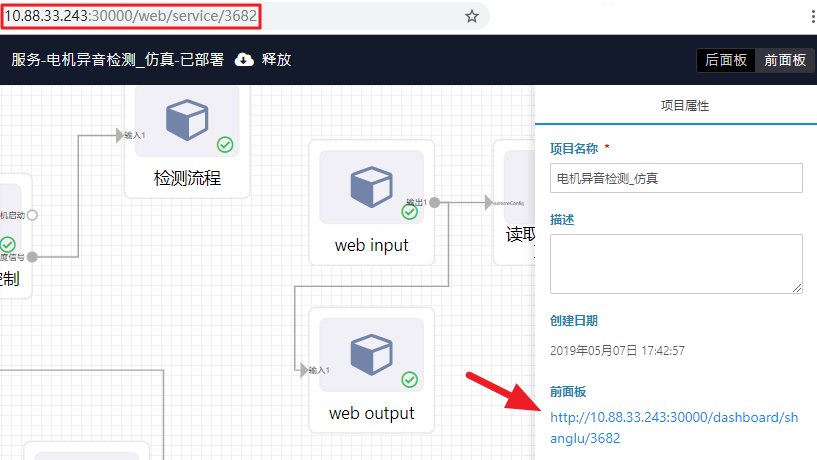 10.88.33.243:30000/web/service/3682
服务-电机异音检测_仿真-已部署 释放
后面板 前面板
项目属性
输入1
检测流程
项目名称 *
电机异音检测_仿真
机启动
输出1
描述
web input
读取
度信号
控制
创建日期
2019年05月07日 17:42:57
输入1
前面板
web output
http://10.88.33.243:30000/dashboard/sh
anglu/3682